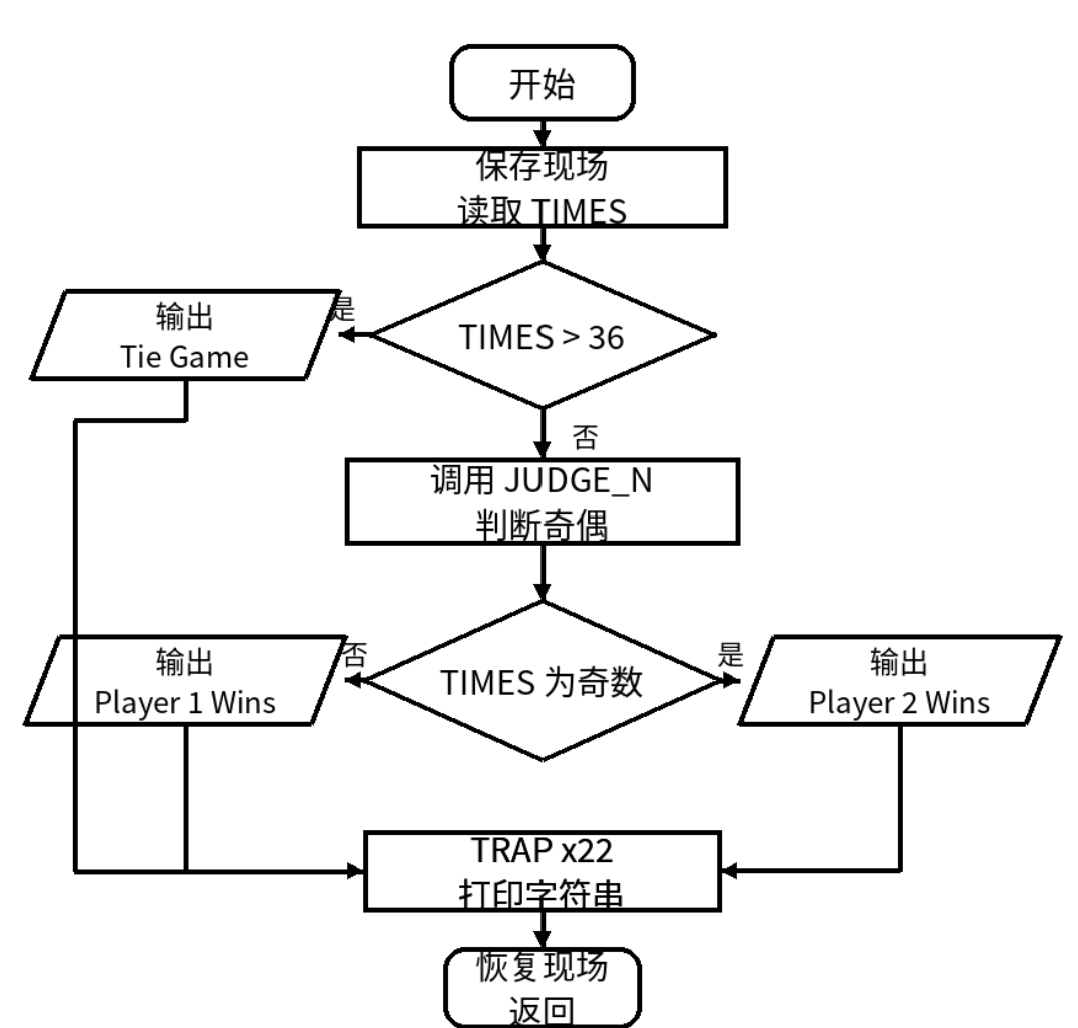 开始
保存现场
读取 TIMES
TIMES > 36
是
输出
Tie Game
否
调用 JUDGE_N
判断奇偶
TIMES 为奇数
否
输出
Player 1 Wins
是
输出
Player 2 Wins
TRAP x22
打印字符串
恢复现场
返回